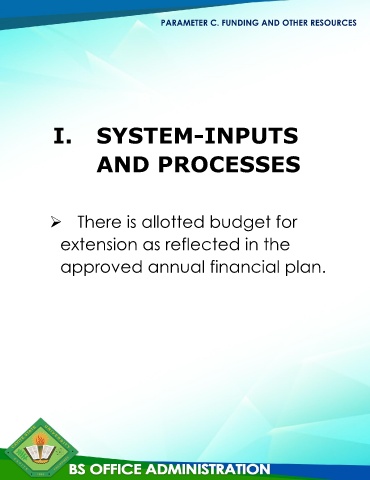 PARAMETER C. FUNDING AND OTHER RESOURCES
I. SYSTEM-INPUTS
AND PROCESSES
➢ There is allotted budget for
extension as reflected in the
approved annual financial plan.
BS OFFICE ADMINISTRATION